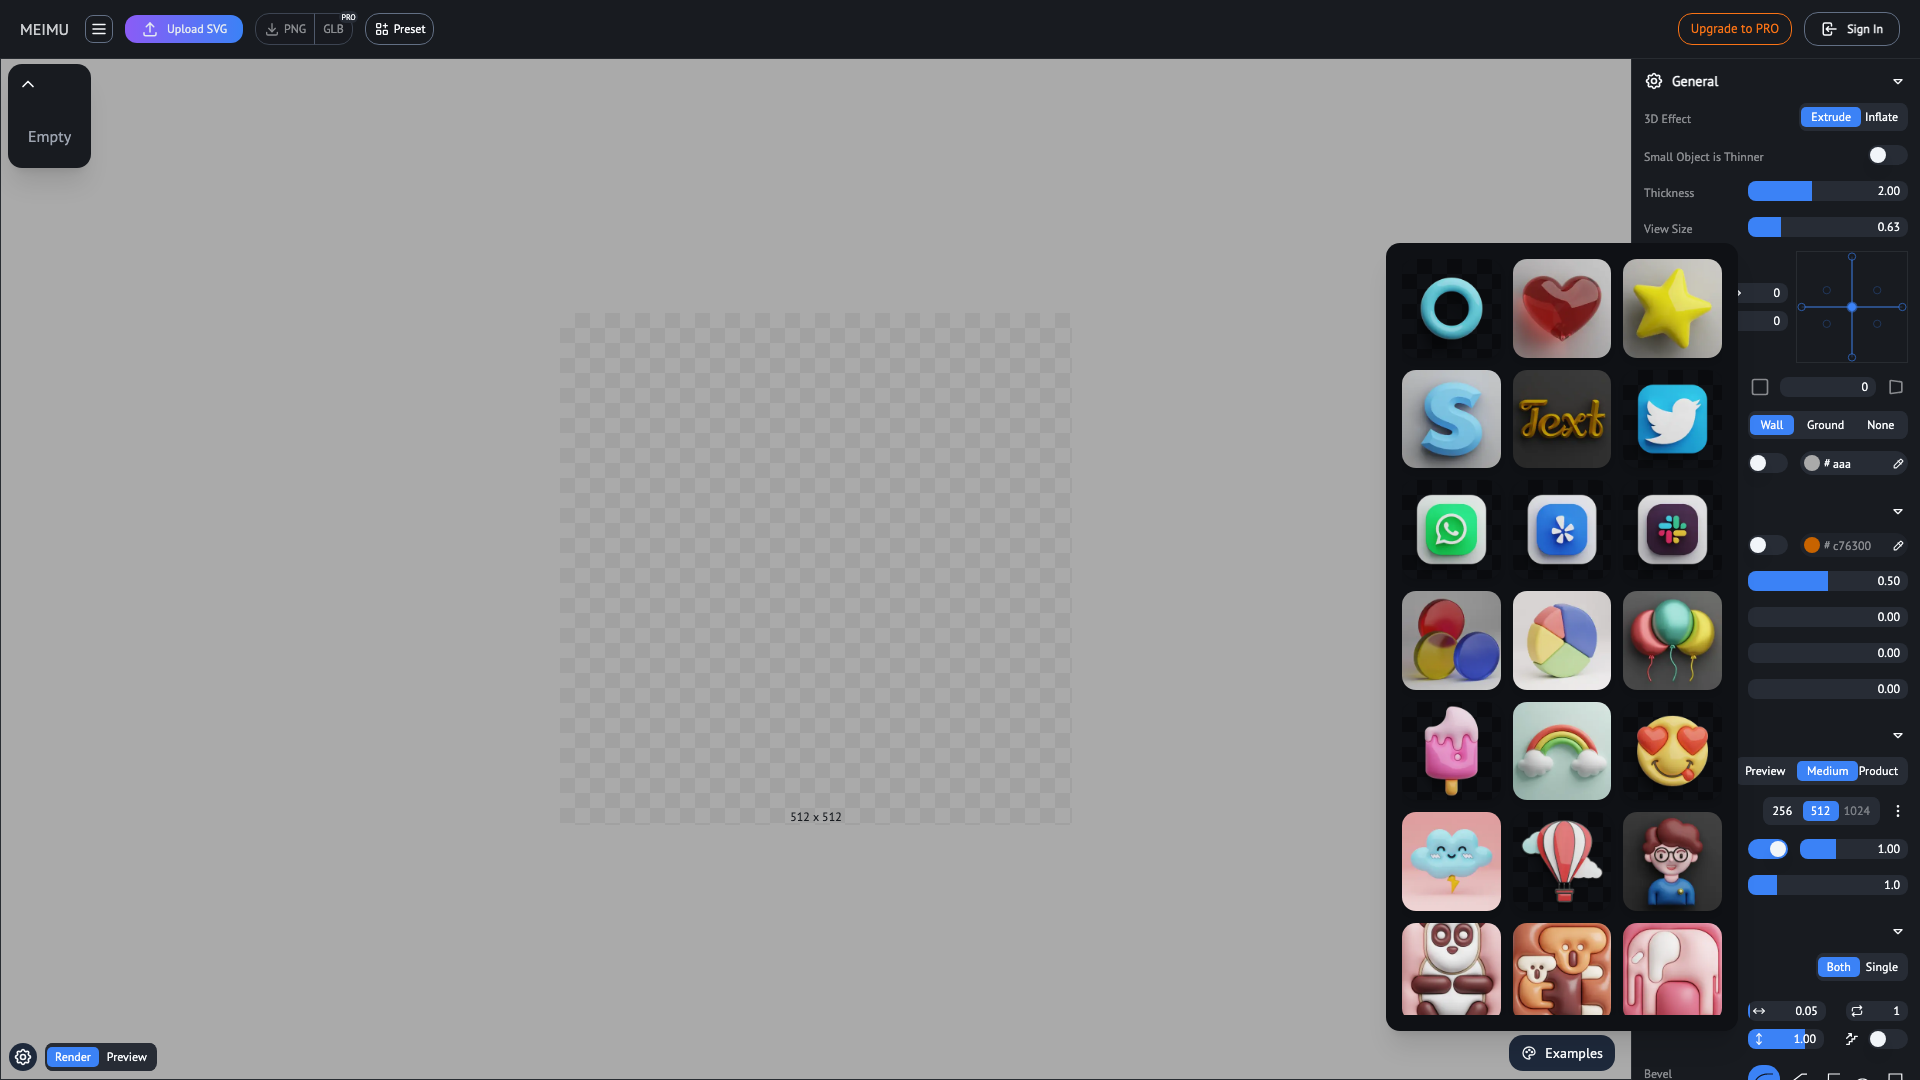 MEIMU
Upload SVG
PNG
GLB
PRO
Preset
Upgrade to PRO
Sign In
Empty
General
3D Effect
Extrude
Inflate
Small Object is Thinner
Thickness
2.00
View Size
0.63
0
0
0
Wall
Ground
None
# aaa
# c76300
0.50
0.00
0.00
0.00
Preview
Medium
Product
256
512
1024
1.00
1.0
Both
Single
0.05
1
1.00
Bevel
S
Text
512 x 512
Render
Preview
Examples